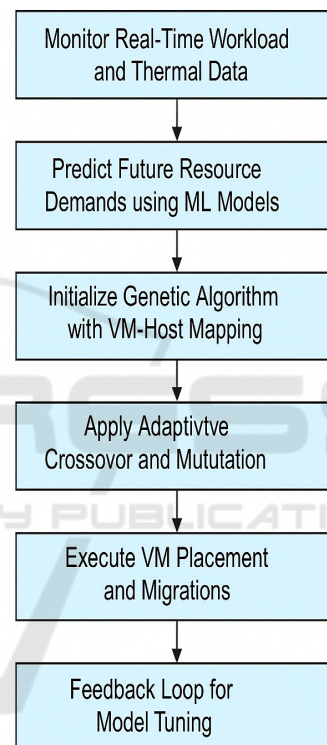 Monitor Real-Time Workload
and Thermal Data
Predict Future Resource
Demands using ML Models
Initialize Genetic Algorithm
with VM-Host Mapping
Apply Adaptivtve
Crossovor and Mututation
Execute VM Placement
and Migrations
Feedback Loop for
Model Tuning